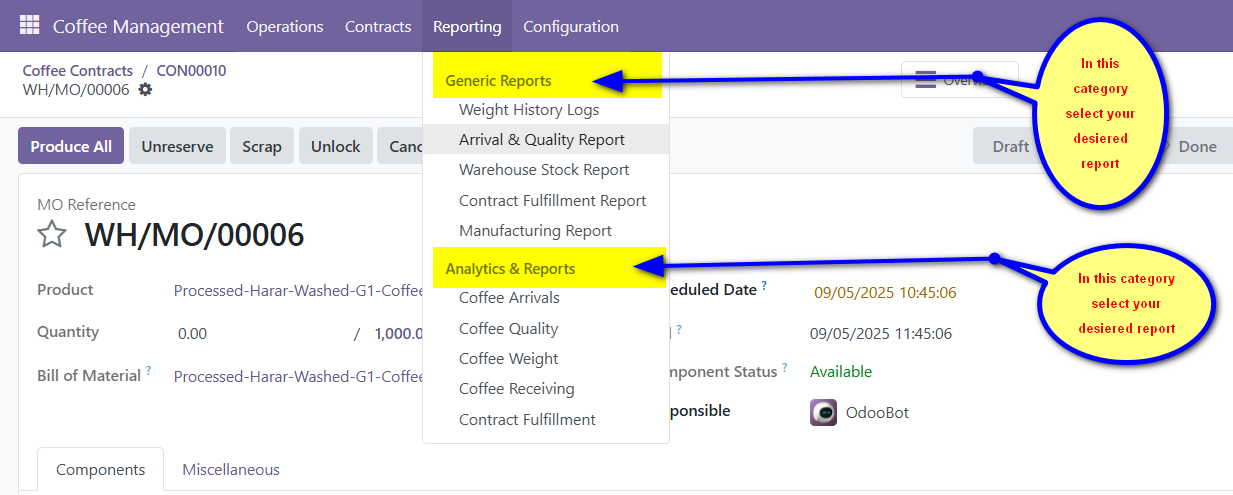 Coffee Management Operations Contracts Reporting Configuration
Coffee Contracts / CON00010
WH/MO/00006
Generic Reports
Weight History Logs
Arrival & Quality Report
Warehouse Stock Report
Contract Fulfillment Report
Manufacturing Report
Analytics & Reports
Coffee Arrivals
Coffee Quality
Coffee Weight
Coffee Receiving
Contract Fulfillment
In this
category
select your
desiered
report
Produce All Unreserve Scrap Unlock Draft Done
MO Reference
WH/MO/00006
In this category
select your
desiered report
Product Processed-Harar-Washed-G1-Coffee
Quantity 0.00 / 1,000.0
Bill of Material ? Processed-Harar-Washed-G1-Coffee
eduled Date ? 09/05/2025 10:45:06
? 09/05/2025 11:45:06
mponent Status ? Available
ponsible OdooBot
Components Miscellaneous